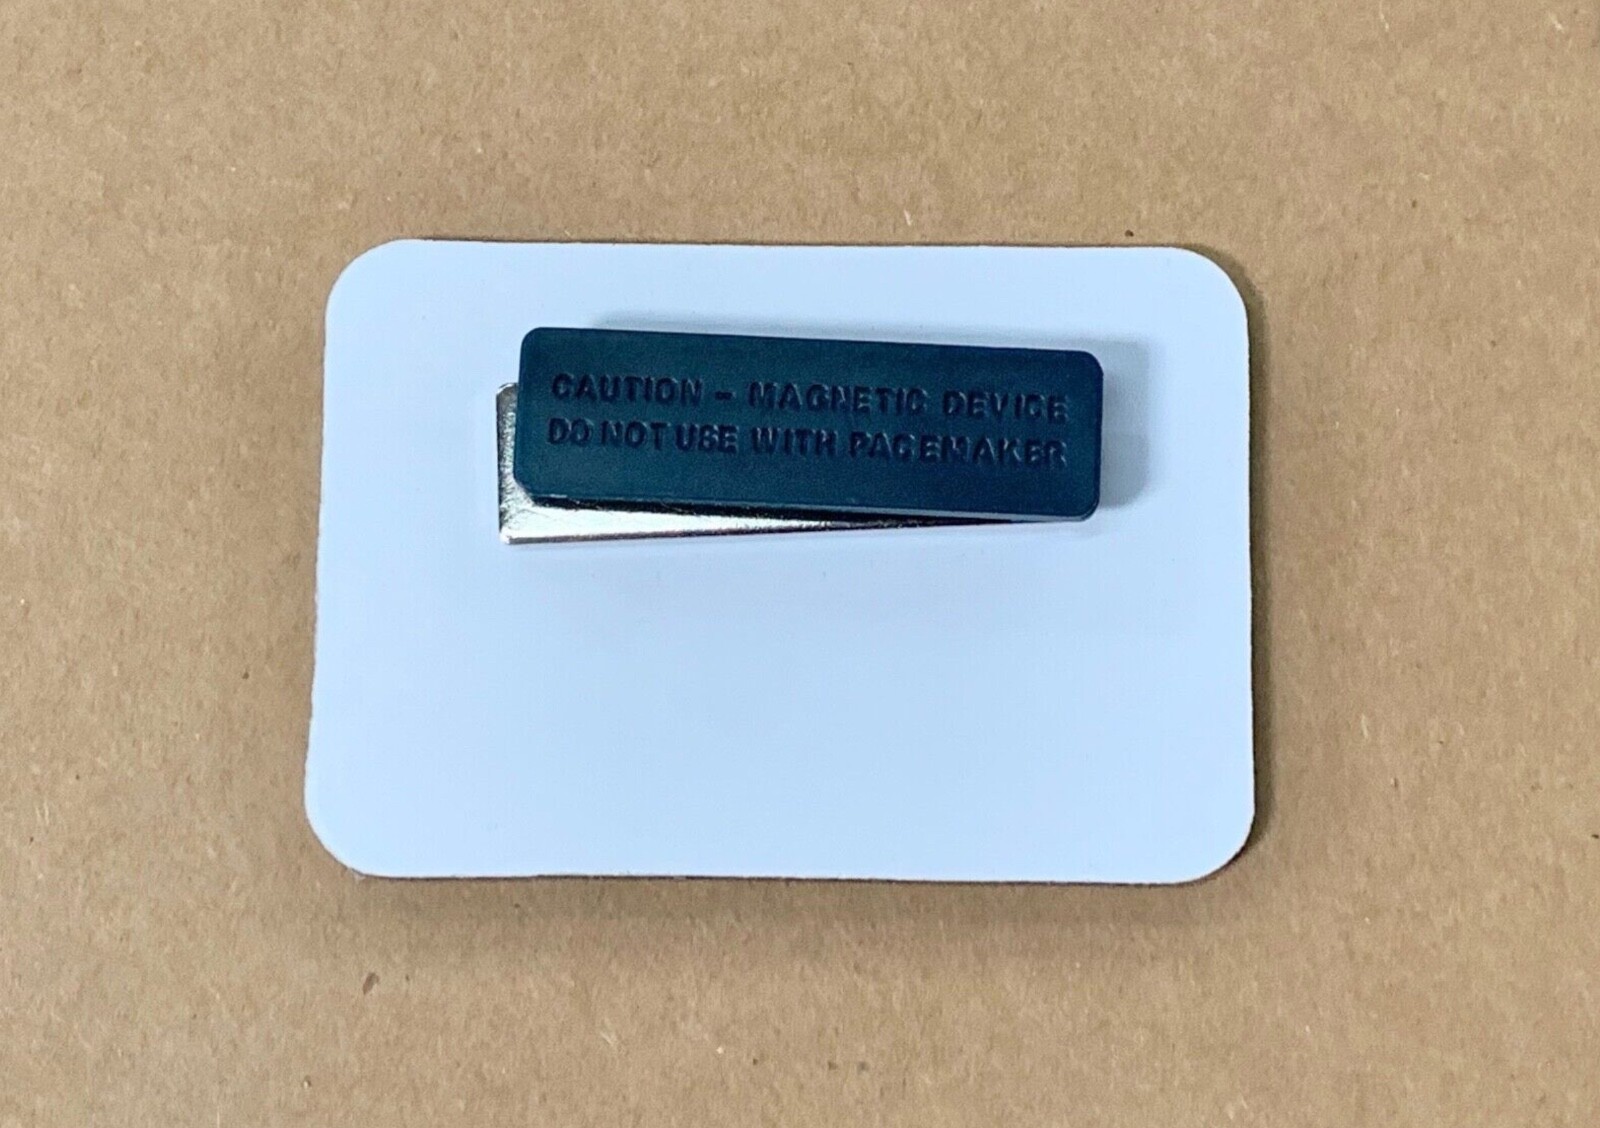 CAUTION - MAGNETIC DEVICE
DO NOT USE WITH PACEMAKER